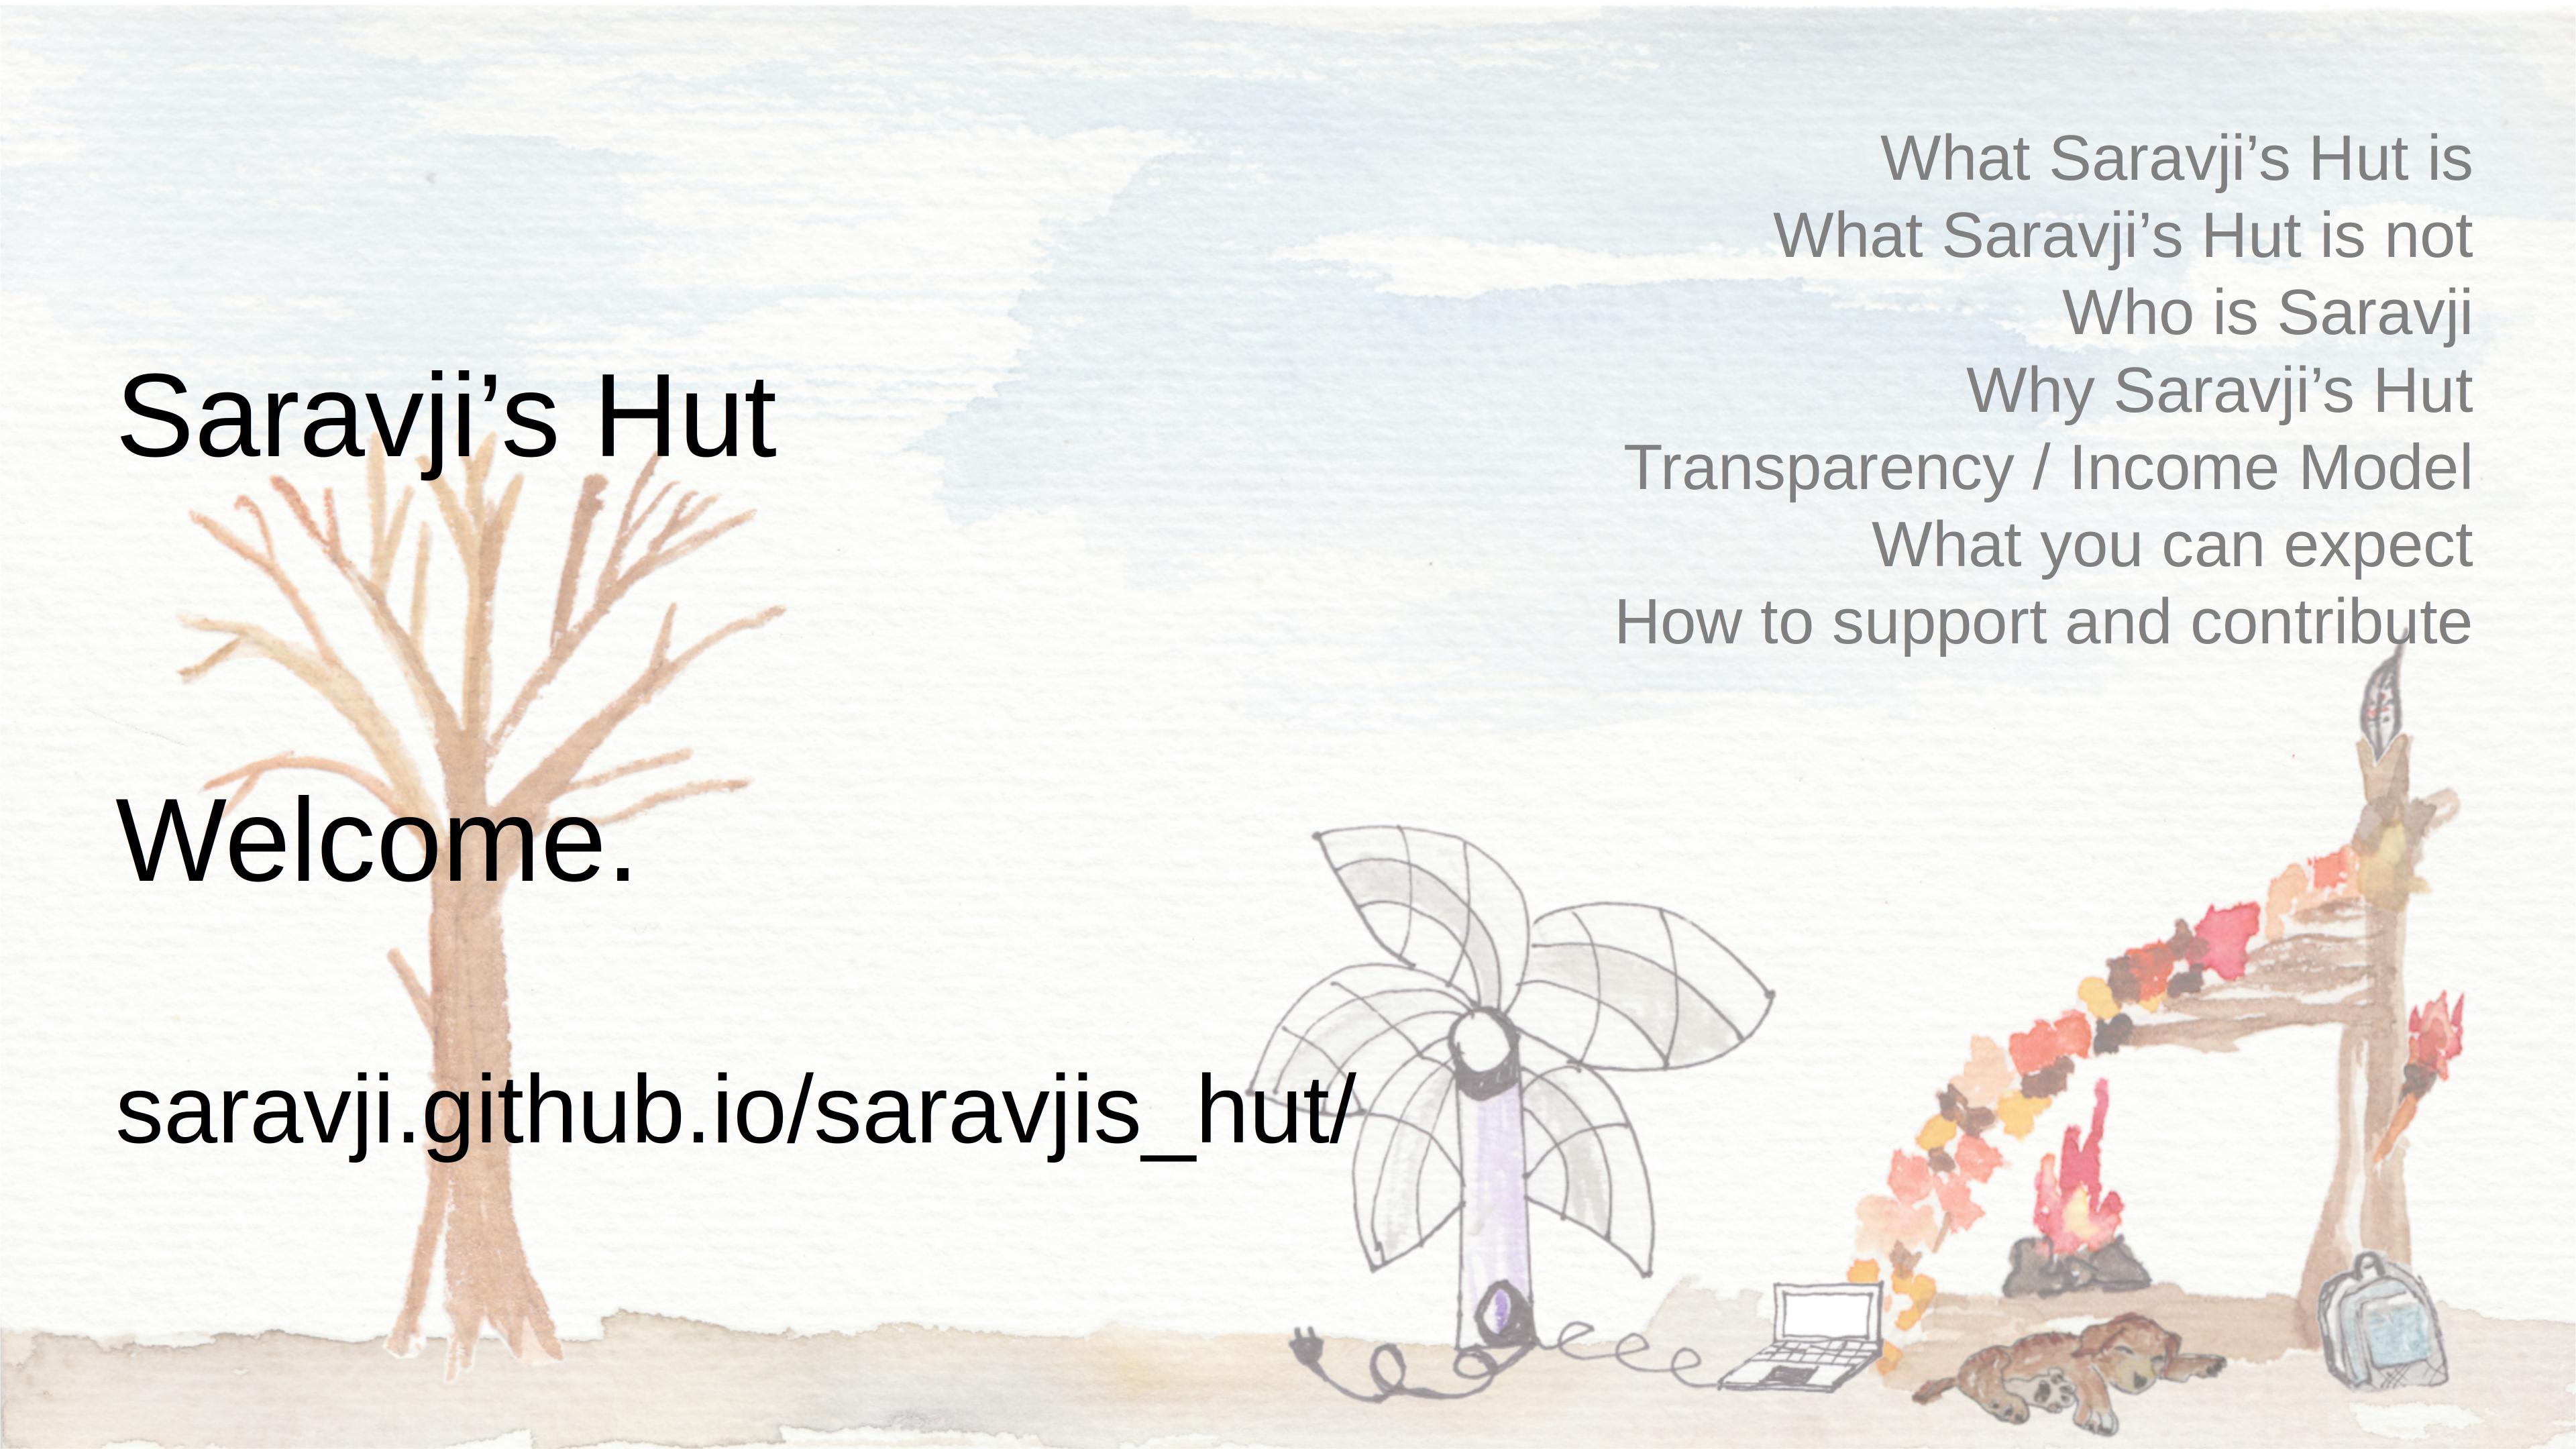 What Saravji’s Hut is
What Saravji’s Hut is not
Who is Saravji
Why Saravji’s Hut
Transparency / Income Model
What you can expect
How to support and contribute
Saravji’s Hut
Welcome.
saravji.github.io/saravjis_hut/